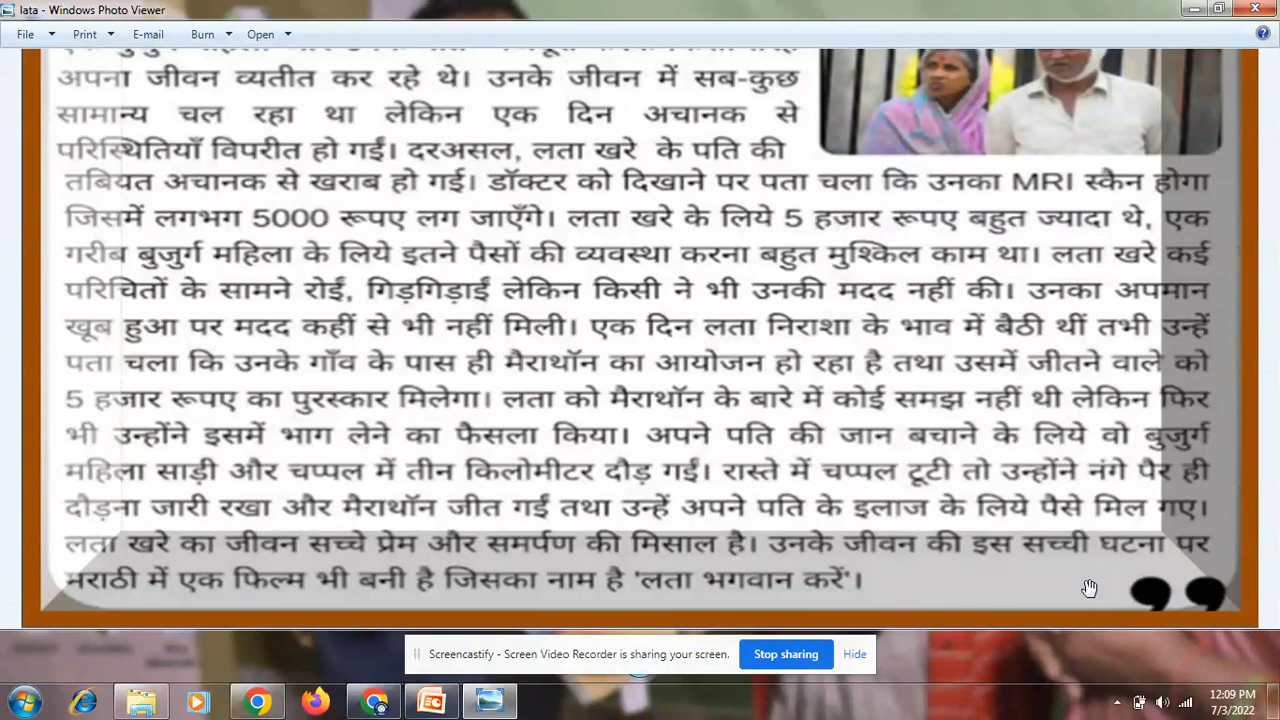 lata - Windows Photo Viewer
File Print E-mail Burn Open
अपना जीवन व्यतीत कर रहे थे। उनके जीवन में सब-कुछ
सामान्य चल रहा था लेकिन एक दिन अचानक से
परिस्थितियाँ विपरीत हो गईं। दरअसल, लता खरे के पति की
तबियत अचानक से खराब हो गई। डॉक्टर को दिखाने पर पता चला कि उनका MRI स्कैन होगा
जिसमें लगभग 5000 रूपए लग जाएँगे। लता खरे के लिये 5 हजार रूपए बहुत ज्यादा थे, एक
गरीब बुजुर्ग महिला के लिये इतने पैसों की व्यवस्था करना बहुत मुश्किल काम था। लता खरे कई
परिचितों के सामने रोईं, गिड़गिड़ाईं लेकिन किसी ने भी उनकी मदद नहीं की। उनका अपमान
खूब हुआ पर मदद कहीं से भी नहीं मिली। एक दिन लता निराशा के भाव में बैठी थीं तभी उन्हें
पता चला कि उनके गाँव के पास ही मैराथॉन का आयोजन हो रहा है तथा उसमें जीतने वाले को
5 हजार रूपए का पुरस्कार मिलेगा। लता को मैराथॉन के बारे में कोई समझ नहीं थी लेकिन फिर
भी उन्होंने इसमें भाग लेने का फैसला किया। अपने पति की जान बचाने के लिये वो बुजुर्ग
महिला साड़ी और चप्पल में तीन किलोमीटर दौड़ गईं। रास्ते में चप्पल टूटी तो उन्होंने नंगे पैर ही
दौड़ना जारी रखा और मैराथॉन जीत गईं तथा उन्हें अपने पति के इलाज के लिये पैसे मिल गए।
लता खरे का जीवन सच्चे प्रेम और समर्पण की मिसाल है। उनके जीवन की इस सच्ची घटना पर
मराठी में एक फिल्म भी बनी है जिसका नाम है 'लता भगवान करें'।
Screencastify - Screen Video Recorder is sharing your screen. Stop sharing Hide
12:09 PM
7/3/2022